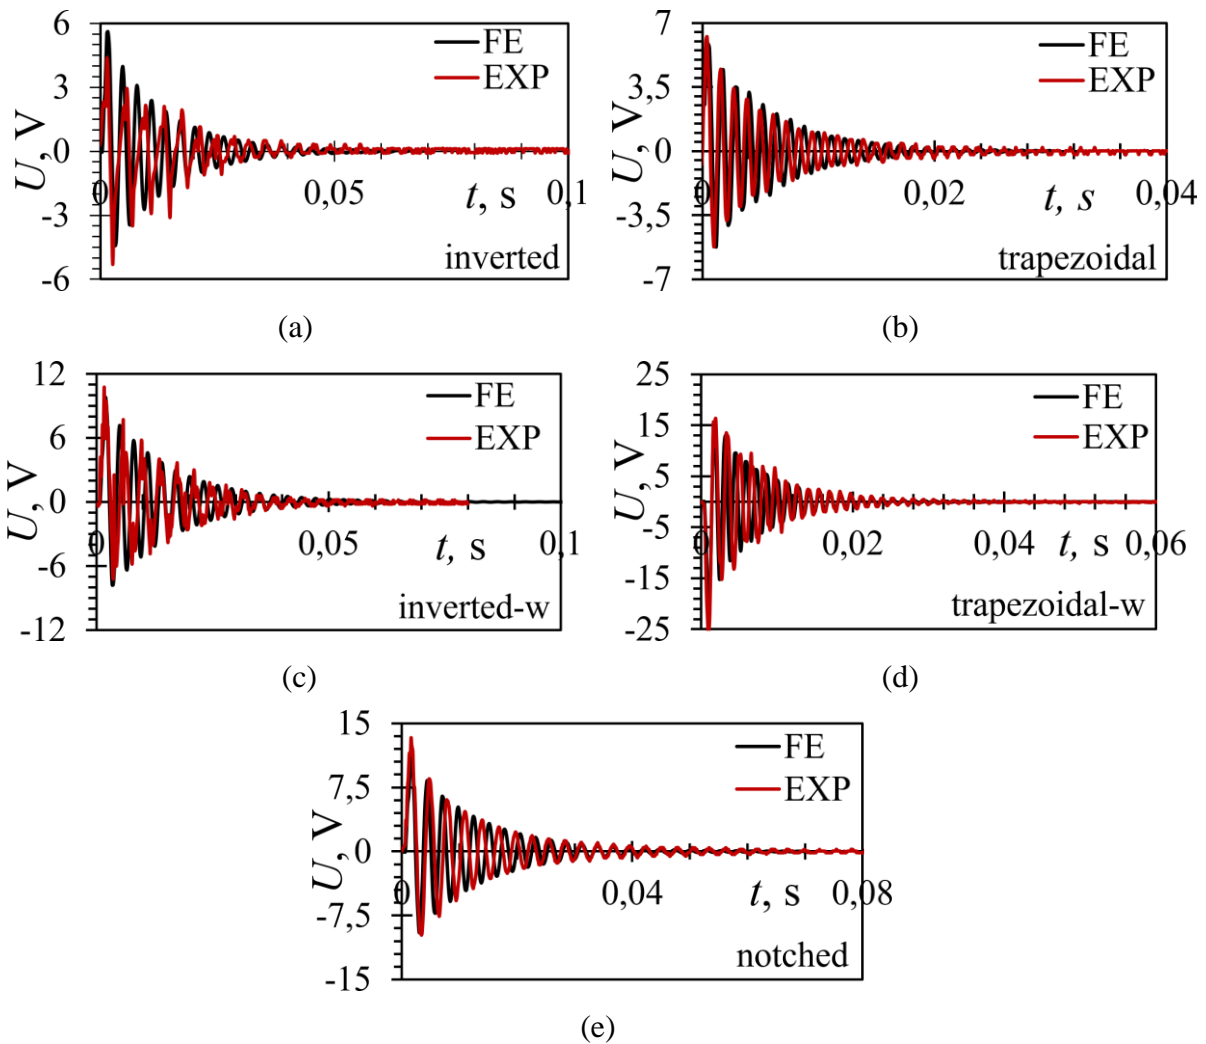 6
3
0
-3
-6
U, V
FE
EXP
0
0,05
t, s
0,1
inverted
(a)
7
3,5
0
-3,5
-7
U, V
FE
EXP
0
0,02
t, s
0,04
trapezoidal
(b)
12
6
0
-6
-12
U, V
FE
EXP
0
0,05
t, s
0,1
inverted-w
(c)
25
15
5
-5
-15
-25
U, V
FE
EXP
0
0,02
0,04
t, s
0,06
trapezoidal-w
(d)
15
7,5
0
-7,5
-15
U, V
FE
EXP
0
0,04
t, s
0,08
notched
(e)